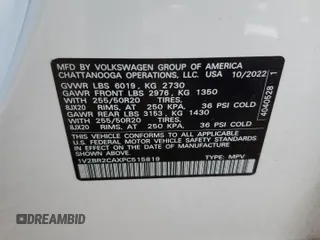 MFD. BY VOLKSWAGEN GROUP OF AMERICA
CHATTANOOGA OPERATIONS, LLC. USA 10/2022
GVWR LBS 6019, KG 2730
GAWR FRONT LBS 2976, KG 1350
WITH 255/50R20 TIRES,
8JX20 RIMS, AT 250 KPA, 36 PSI COLD
GAWR REAR LBS 3153, KG 1430
WITH 255/50R20 TIRES,
8JX20 RIMS, AT 250 KPA, 36 PSI COLD
THIS VEHICLE CONFORMS TO ALL APPLICABLE
FEDERAL MOTOR VEHICLE SAFETY STANDARDS
IN EFFECT ON THE DATE OF
MANUFACTURE SHOWN ABOVE.
1V2BR2CAXPC515819 TYPE: MPV
4040628 1
© DREAMBID DREAMBID.COM